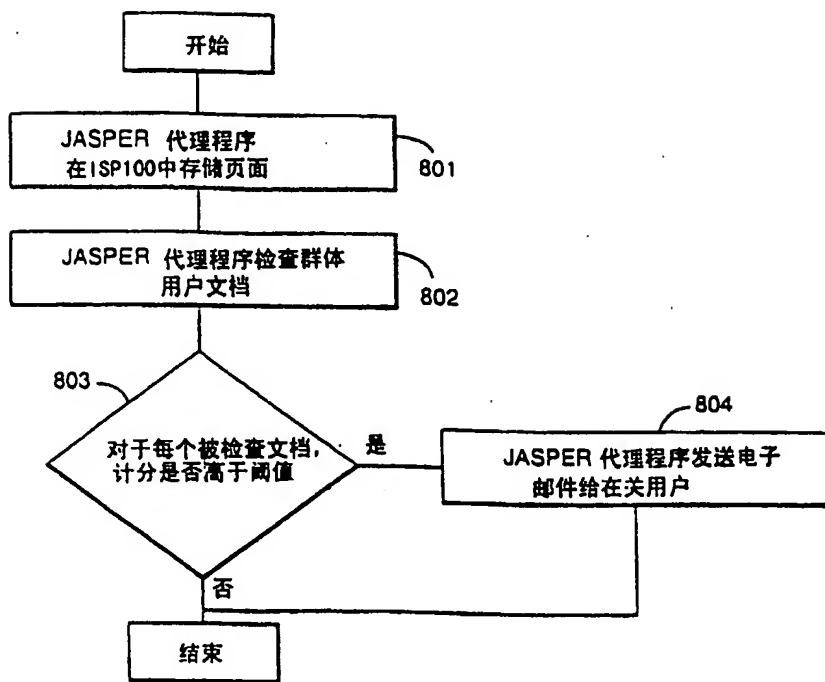 开始
JASPER 代理程序
在ISP100中存储页面
801
JASPER 代理程序检查群体
用户文档
802
803
对于每个被检查文档,
计分是否高于阈值
是
804
JASPER 代理程序发送电子
邮件给在关用户
否
结束